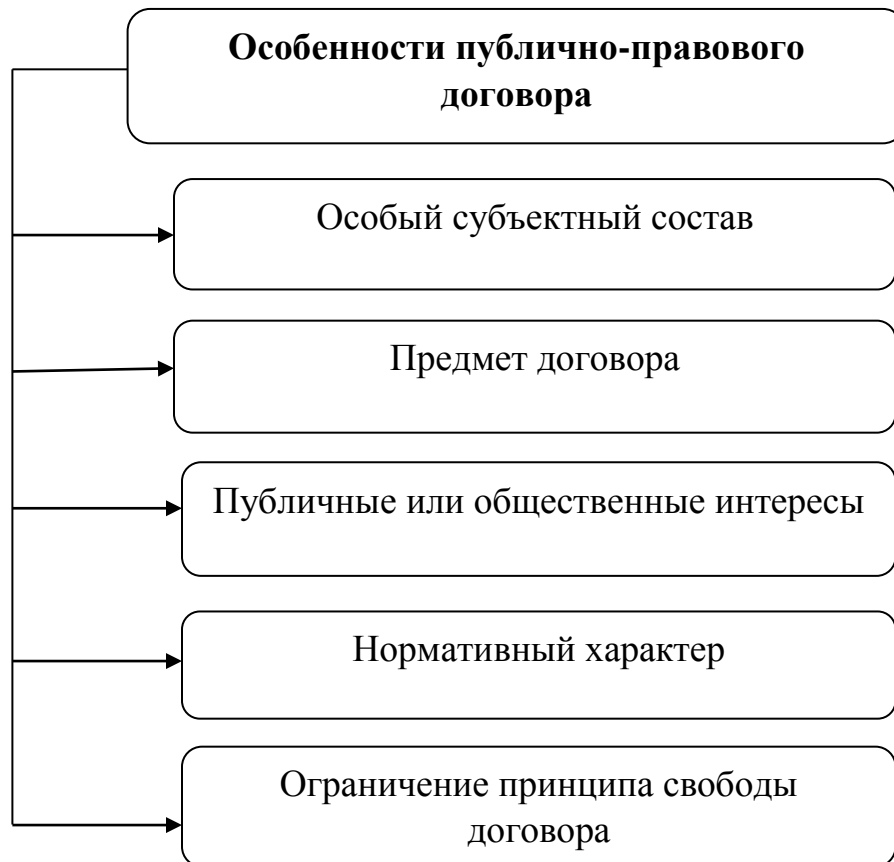 Особенности публично-правового
договора
Особый субъектный состав
Предмет договора
Публичные или общественные интересы
Нормативный характер
Ограничение принципа свободы
договора